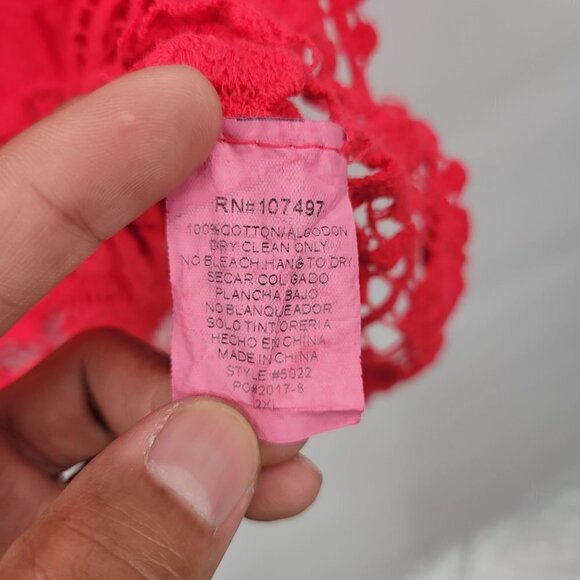 RN#107497
100%COTTON/ALGODON
DRY CLEAN ONLY
NO BLEACH.HANG TO DRY
SECAR COLGADO
PLANCHA BAJO
NO BLANQUEADOR
SOLO TINTORERIA
HECHO EN CHINA
MADE IN CHINA
STYLE #5022
PO#2017-8
2XL